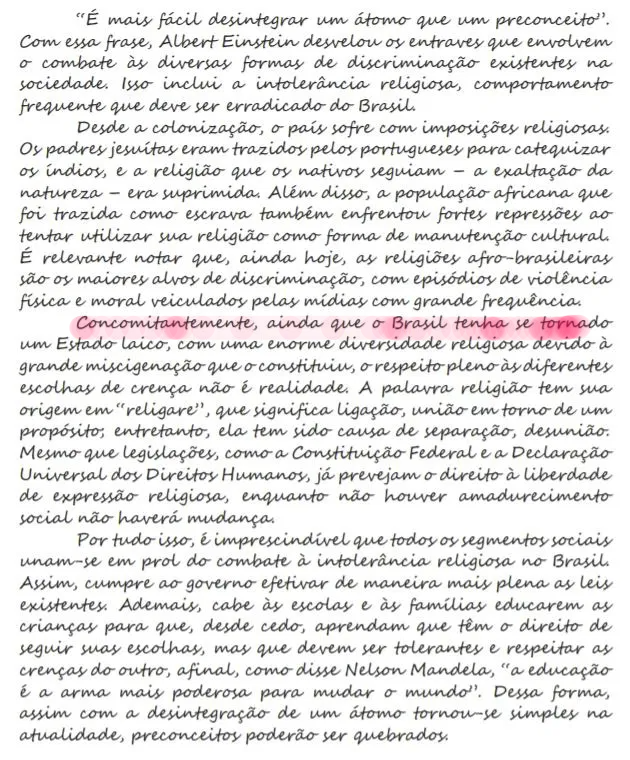 “É mais fácil desintegrar um átomo que um preconceito”.
Com essa frase, Albert Einstein desvelou os entraves que envolvem
o combate às diversas formas de discriminação existentes na
sociedade. Isso inclui a intolerância religiosa, comportamento
frequente que deve ser erradicado do Brasil.
Desde a colonização, o país sofre com imposições religiosas.
Os padres jesuítas eram trazidos pelos portugueses para catequizar
os índios, e a religião que os nativos seguiam – a exaltação da
natureza – era suprimida. Além disso, a população africana que
foi trazida como escrava também enfrentou fortes repressões ao
tentar utilizar sua religião como forma de manutenção cultural.
É relevante notar que, ainda hoje, as religiões afro-brasileiras
são os maiores alvos de discriminação, com episódios de violência
física e moral veiculados pelas mídias com grande frequência.
Concomitantemente, ainda que o Brasil tenha se tornado
um Estado laico, com uma enorme diversidade religiosa devido à
grande miscigenação que o constituiu, o respeito pleno às diferentes
escolhas de crença não é realidade. A palavra religião tem sua
origem em “religare”, que significa ligação, união em torno de um
propósito; entretanto, ela tem sido causa de separação, desunião.
Mesmo que legislações, como a Constituição Federal e a Declaração
Universal dos Direitos Humanos, já prevejam o direito à liberdade
de expressão religiosa, enquanto não houver amadurecimento
social não haverá mudança.
Por tudo isso, é imprescindível que todos os segmentos sociais
unam-se em prol do combate à intolerância religiosa no Brasil.
Assim, cumpre ao governo efetivar de maneira mais plena as leis
existentes. Ademais, cabe às escolas e às famílias educarem as
crianças para que, desde cedo, aprendam que têm o direito de
seguir suas escolhas, mas que devem ser tolerantes e respeitar as
crenças do outro, afinal, como disse Nelson Mandela, “a educação
é a arma mais poderosa para mudar o mundo”. Dessa forma,
assim com a desintegração de um átomo tornou-se simples na
atualidade, preconceitos poderão ser quebrados.